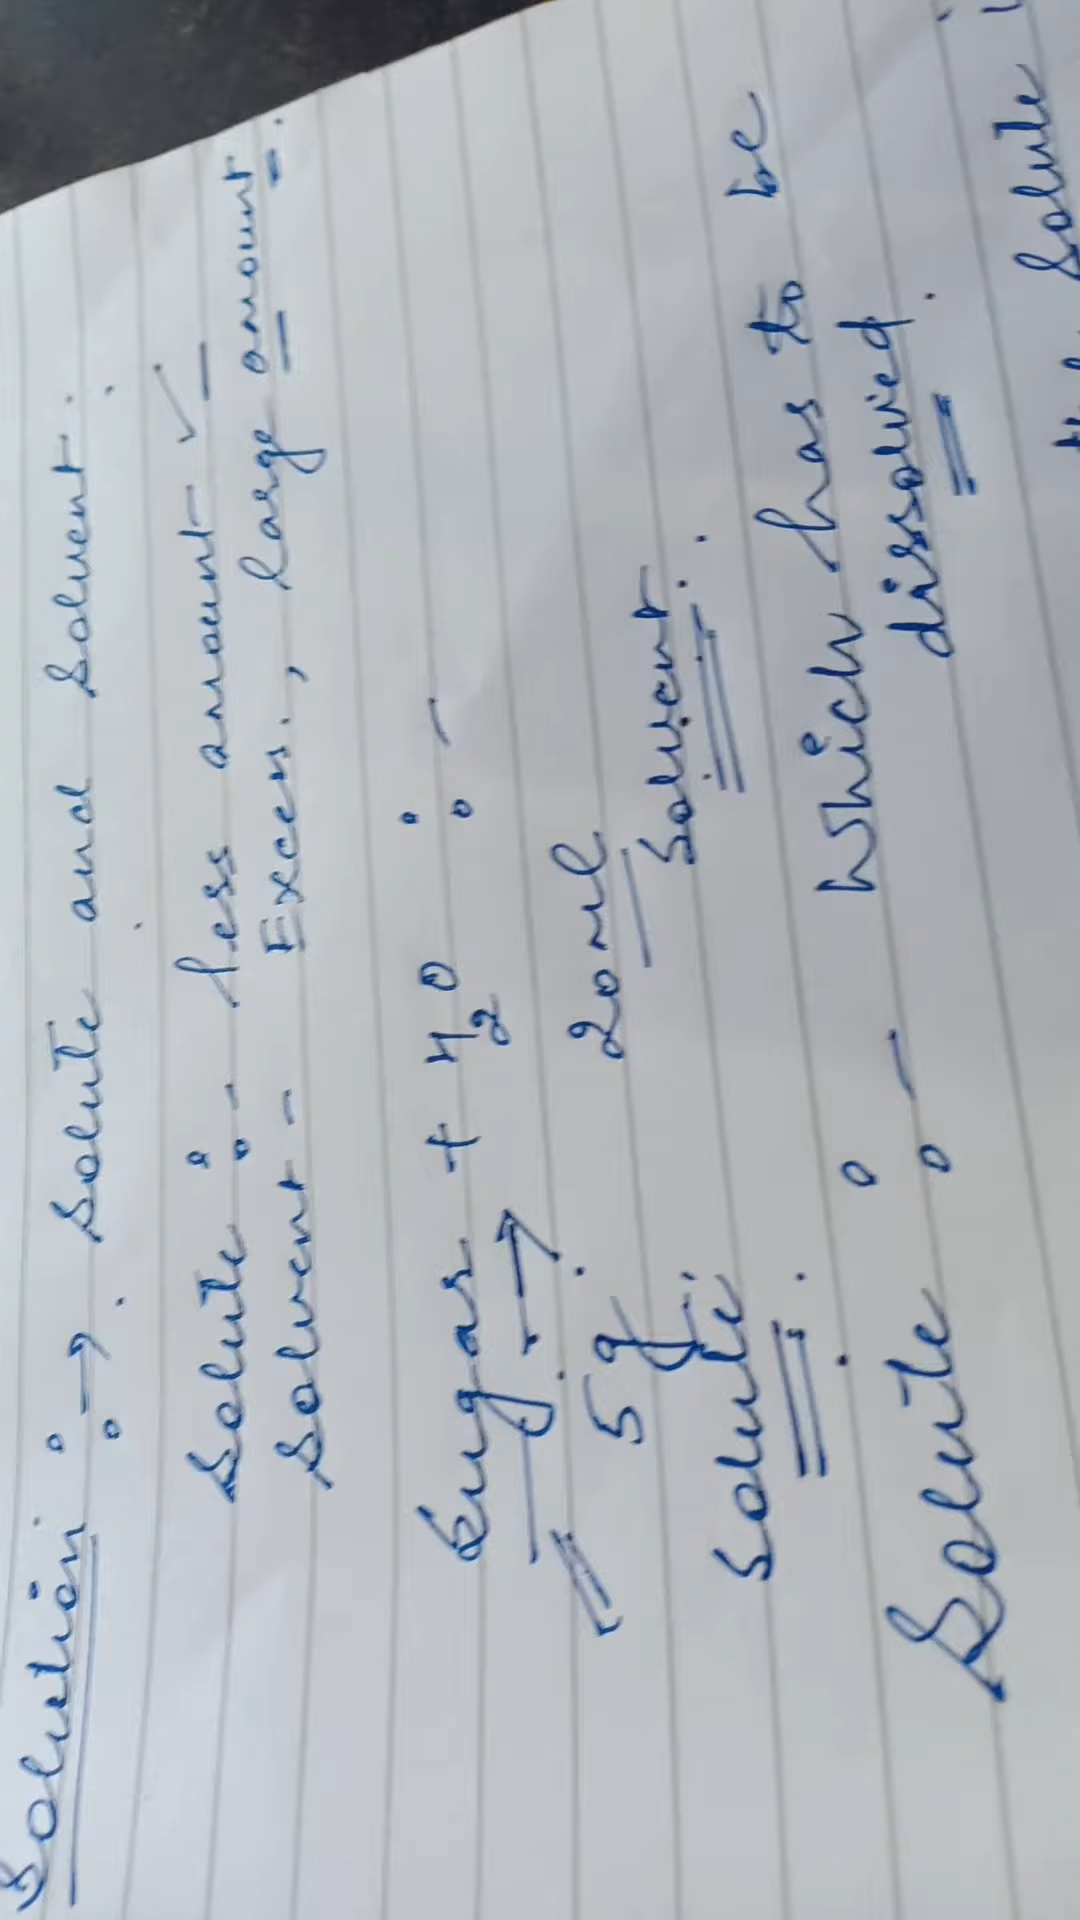 Solution :→ Solute and Solvent.
Solute :- less amount - ✓ -
Solvent - Excess, large amount.
Sugar + H2O :-
→ 5g 20ml
Solute Solvent.
Solute :- Which has to be
dissolved.
Solute